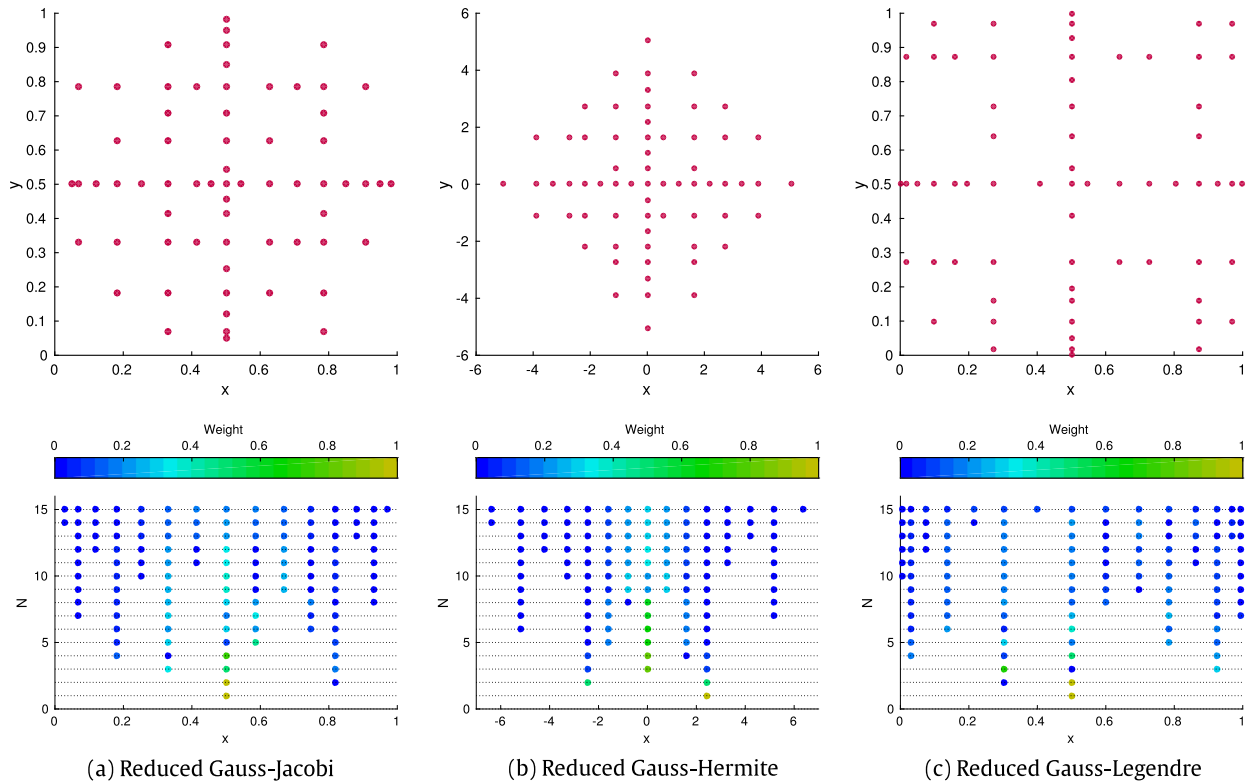 1
0.9
0.8
0.7
0.6
0.5
0.4
0.3
0.2
0.1
0
y
0 0.2 0.4 0.6 0.8 1
x
6
4
2
0
-2
-4
-6
y
-6 -4 -2 0 2 4 6
x
1
0.9
0.8
0.7
0.6
0.5
0.4
0.3
0.2
0.1
0
y
0 0.2 0.4 0.6 0.8 1
x
Weight
0 0.2 0.4 0.6 0.8 1
15
10
5
0
N
0 0.2 0.4 0.6 0.8 1
x
(a) Reduced Gauss-Jacobi
Weight
0 0.2 0.4 0.6 0.8 1
15
10
5
0
N
-6 -4 -2 0 2 4 6
x
(b) Reduced Gauss-Hermite
Weight
0 0.2 0.4 0.6 0.8 1
15
10
5
0
N
0 0.2 0.4 0.6 0.8 1
x
(c) Reduced Gauss-Legendre